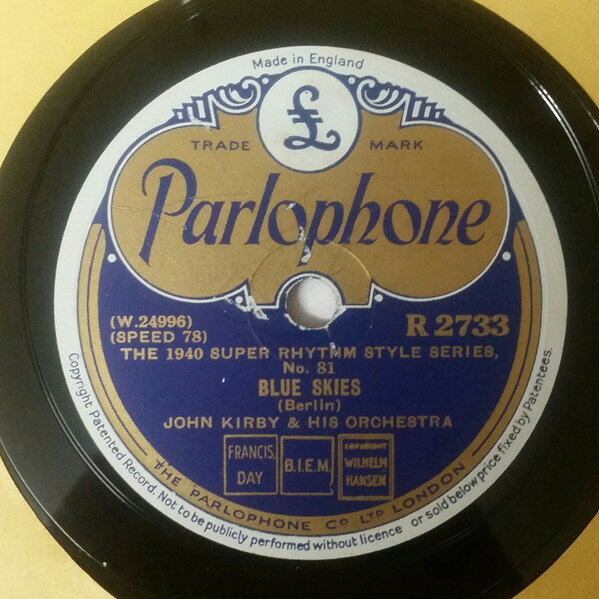 Made in England
£
TRADE MARK
Parlophone
(W.24996)
(SPEED 78)
R 2733
THE 1940 SUPER RHYTHM STYLE SERIES,
No. 81
BLUE SKIES
(Berlin)
JOHN KIRBY & HIS ORCHESTRA
FRANCIS, DAY
B.I.E.M.
COPYRIGHT WILHELM HANSEN
THE PARLOPHONE CO LTD LONDON
Copyright Patented Record. Not to be publicly performed without licence or sold below price fixed by Patentees.